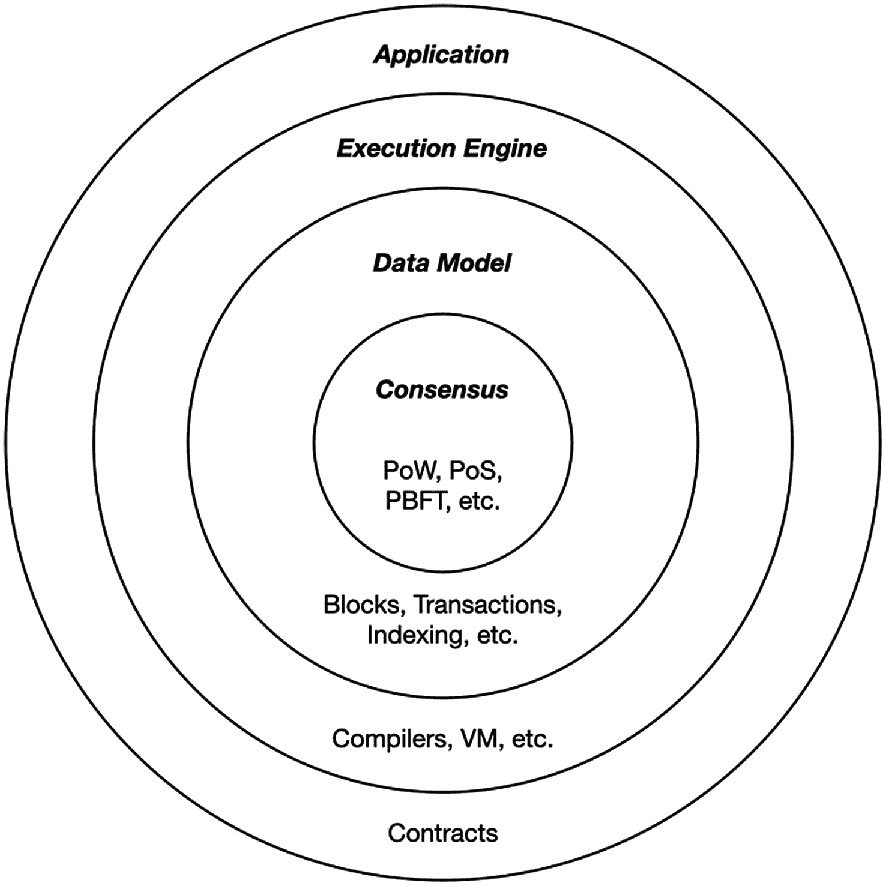 Application
Execution Engine
Data Model
Consensus
PoW, PoS,
PBFT, etc.
Blocks, Transactions,
Indexing, etc.
Compilers, VM, etc.
Contracts